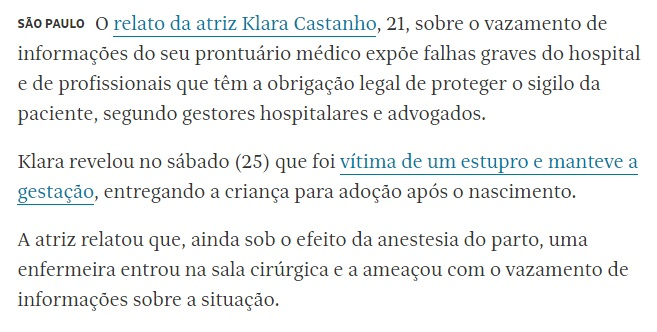 SÃO PAULO O relato da atriz Klara Castanho, 21, sobre o vazamento de
informações do seu prontuário médico expõe falhas graves do hospital
e de profissionais que têm a obrigação legal de proteger o sigilo da
paciente, segundo gestores hospitalares e advogados.
Klara revelou no sábado (25) que foi vítima de um estupro e manteve a
gestação, entregando a criança para adoção após o nascimento.
A atriz relatou que, ainda sob o efeito da anestesia do parto, uma
enfermeira entrou na sala cirúrgica e a ameaçou com o vazamento de
informações sobre a situação.